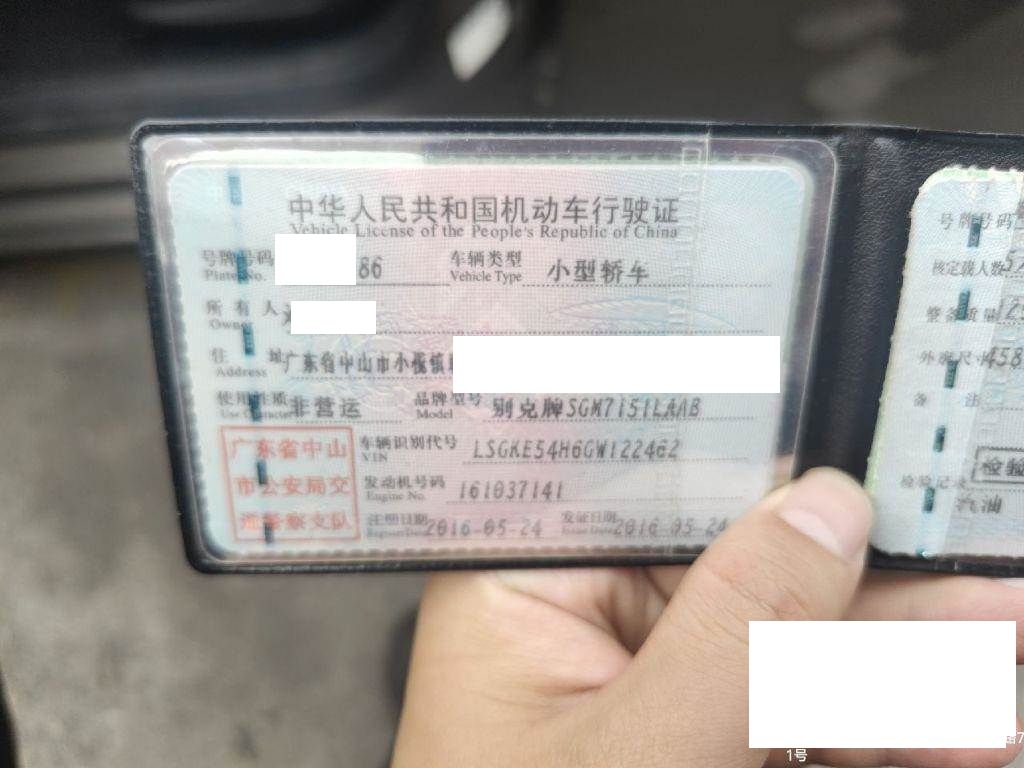 中华人民共和国机动车行驶证
Vehicle License of the People's Republic of China
号牌号码 86 车辆类型 小型轿车
Plate No. Vehicle Type
所有人
Owner
住址 广东省中山市小榄镇
Address
使用性质 非营运 品牌型号 别克牌SGM7151LAAB
Use Character Model
广东省中山 车辆识别代号 LSGKE54H6GW122462
市公安局交 VIN
通警察支队 发动机号码 161037141
Engine No.
注册日期 2016-05-24 发证日期 2016-05-24
Register Date Issue Date
号牌号码
核定载人数 5
整备质量 12
外廓尺寸 458
备注
检验
检验记录
汽油
1号